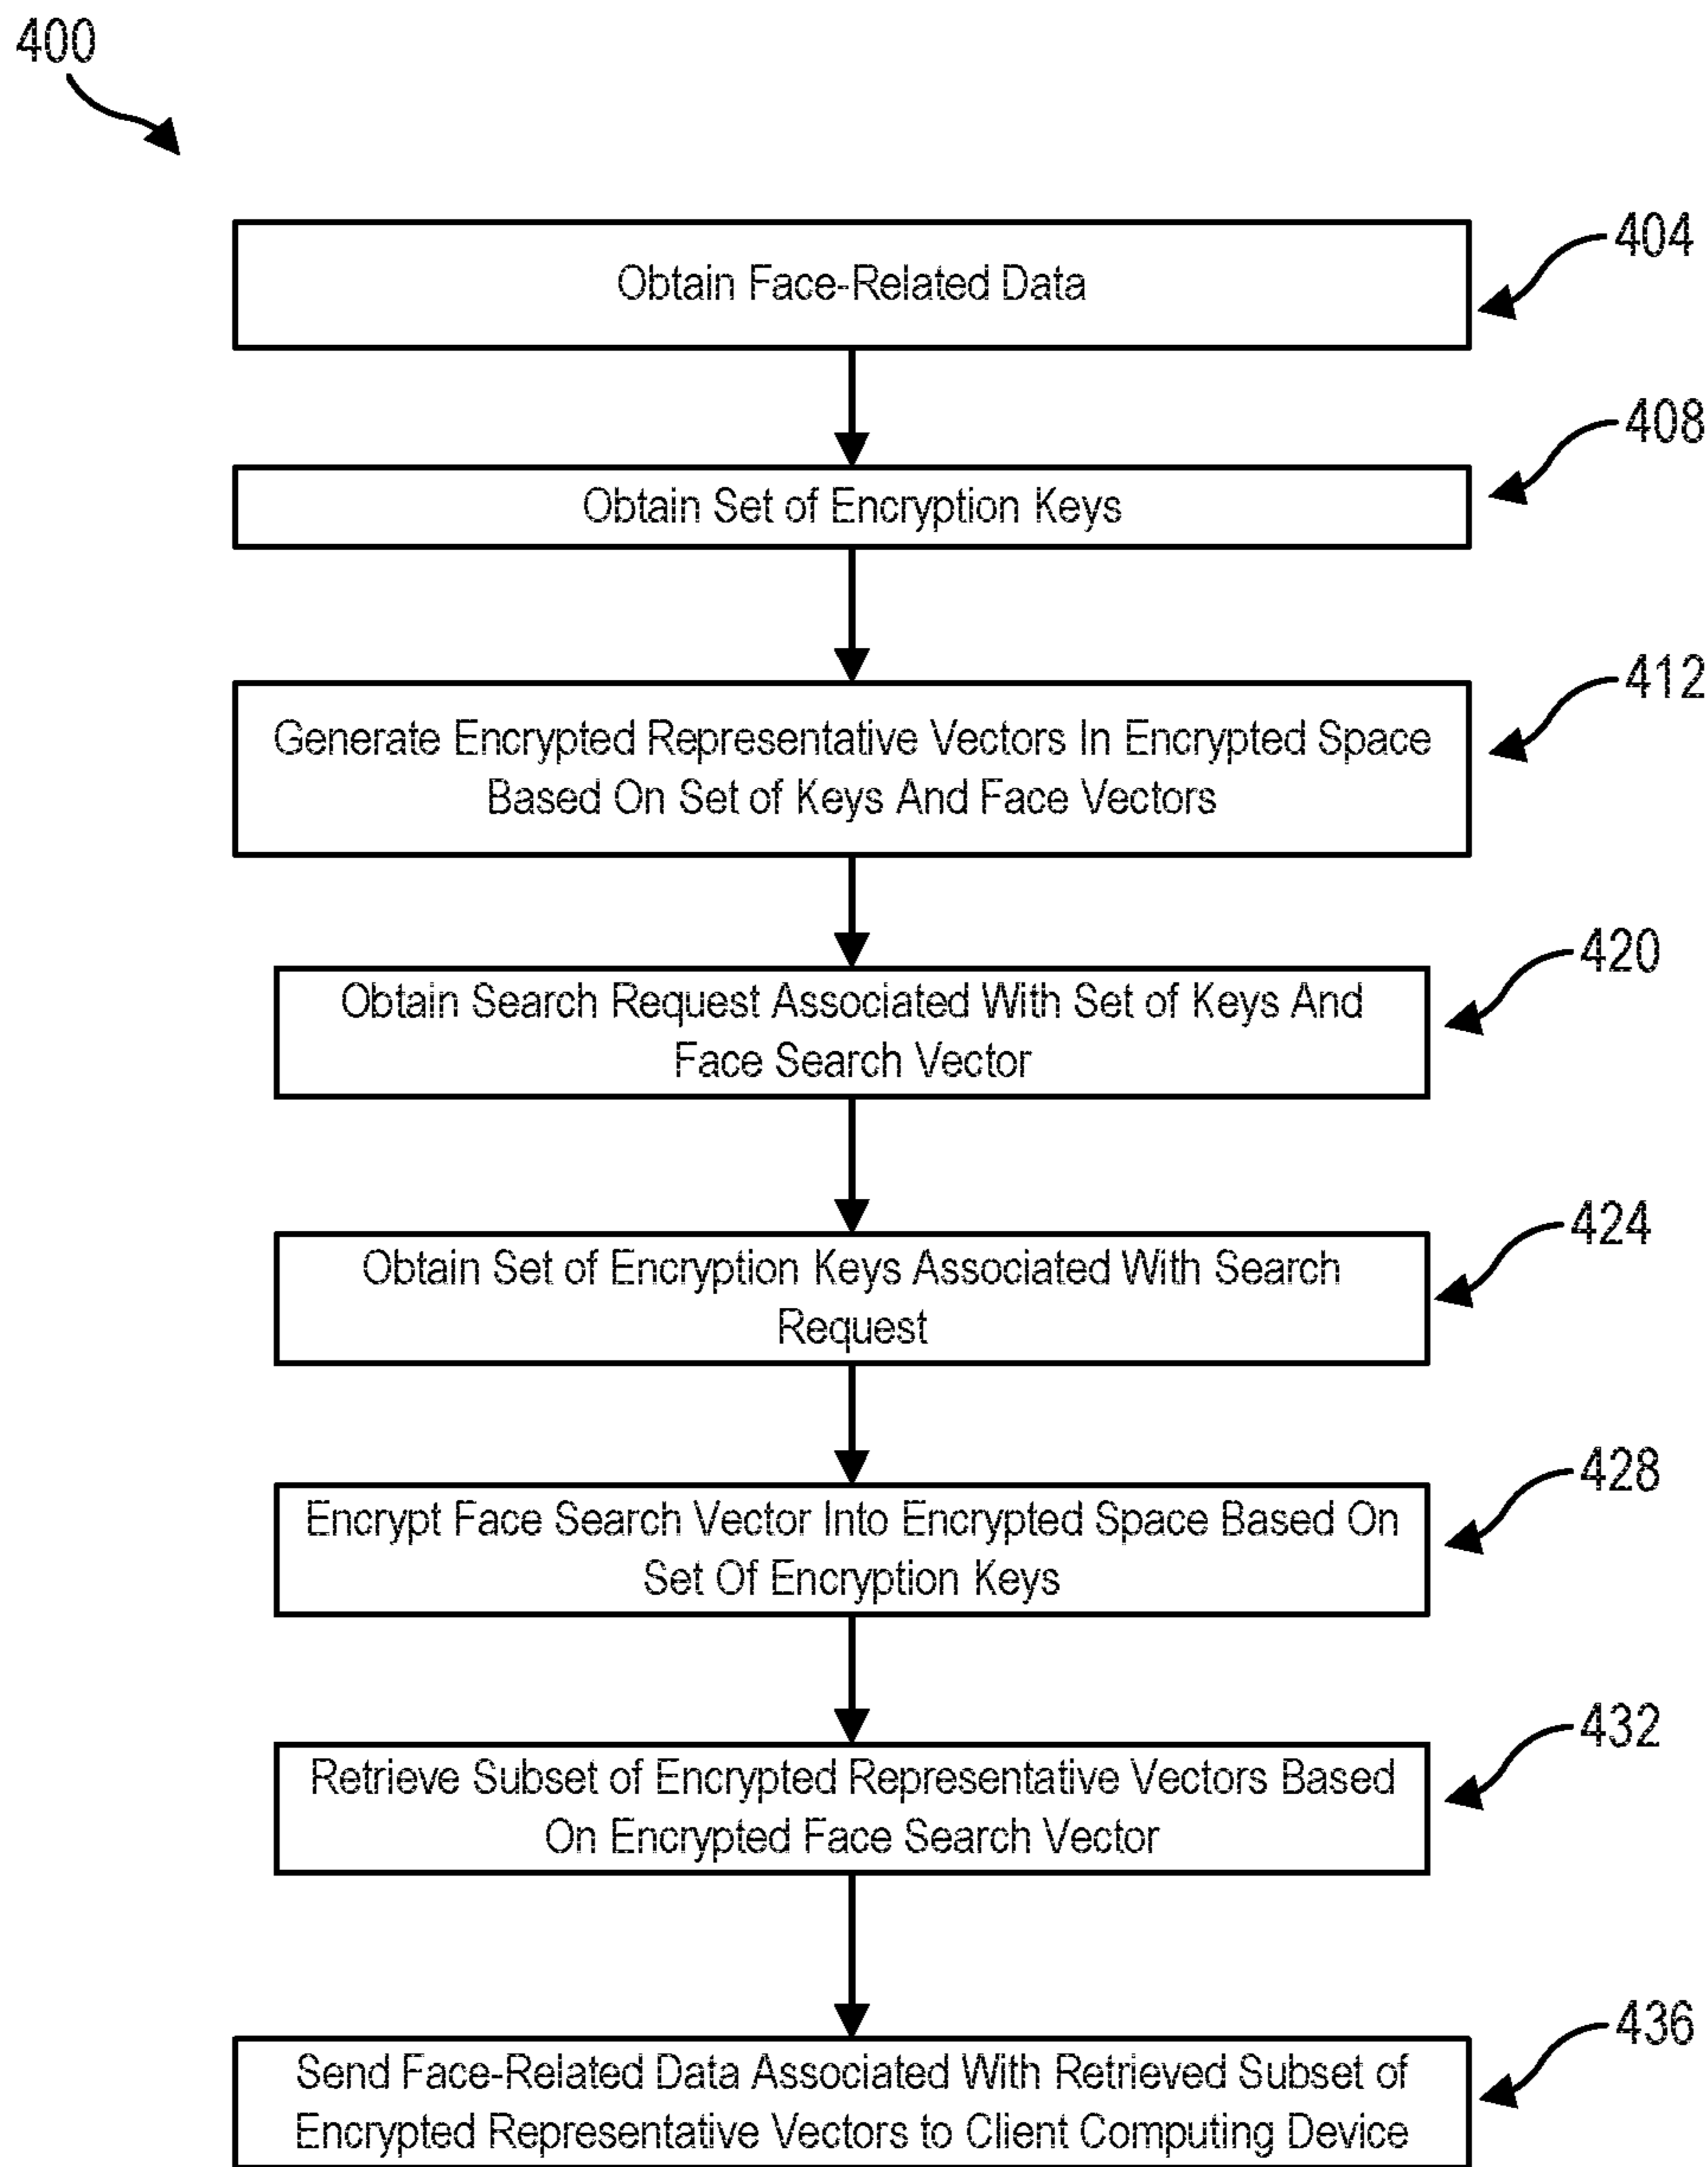 400
Obtain Face-Related Data
404
Obtain Set of Encryption Keys
408
Generate Encrypted Representative Vectors In Encrypted Space
Based On Set of Keys And Face Vectors
412
Obtain Search Request Associated With Set of Keys And
Face Search Vector
420
Obtain Set of Encryption Keys Associated With Search
Request
424
Encrypt Face Search Vector Into Encrypted Space Based On
Set Of Encryption Keys
428
Retrieve Subset of Encrypted Representative Vectors Based
On Encrypted Face Search Vector
432
Send Face-Related Data Associated With Retrieved Subset of
Encrypted Representative Vectors to Client Computing Device
436